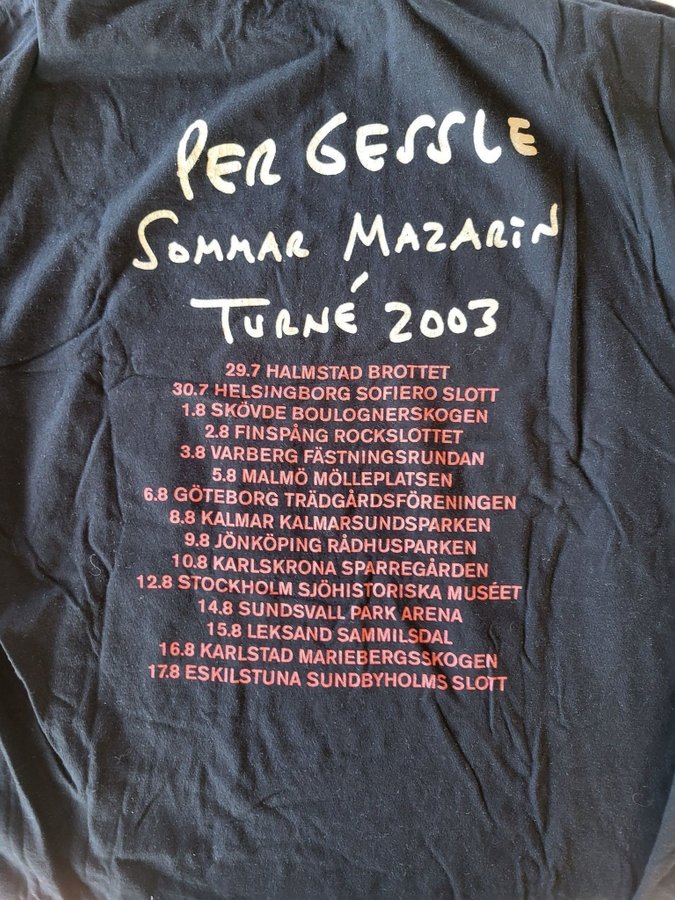 PER GESSLE
SOMMAR MAZARIN
TURNÉ 2003
29.7 HALMSTAD BROTTET
30.7 HELSINGBORG SOFIERO SLOTT
1.8 SKÖVDE BOULOGNERSKOGEN
2.8 FINSPÅNG ROCKSLOTTET
3.8 VARBERG FÄSTNINGSRUNDAN
5.8 MALMÖ MÖLLEPLATSEN
6.8 GÖTEBORG TRÄDGÅRDSFÖRENINGEN
8.8 KALMAR KALMARSUNDSPARKEN
9.8 JÖNKÖPING RÅDHUSPARKEN
10.8 KARLSKRONA SPARREGÅRDEN
12.8 STOCKHOLM SJÖHISTORISKA MUSÉET
14.8 SUNDSVALL PARK ARENA
15.8 LEKSAND SAMMILSDAL
16.8 KARLSTAD MARIEBERGSSKOGEN
17.8 ESKILSTUNA SUNDBYHOLMS SLOTT